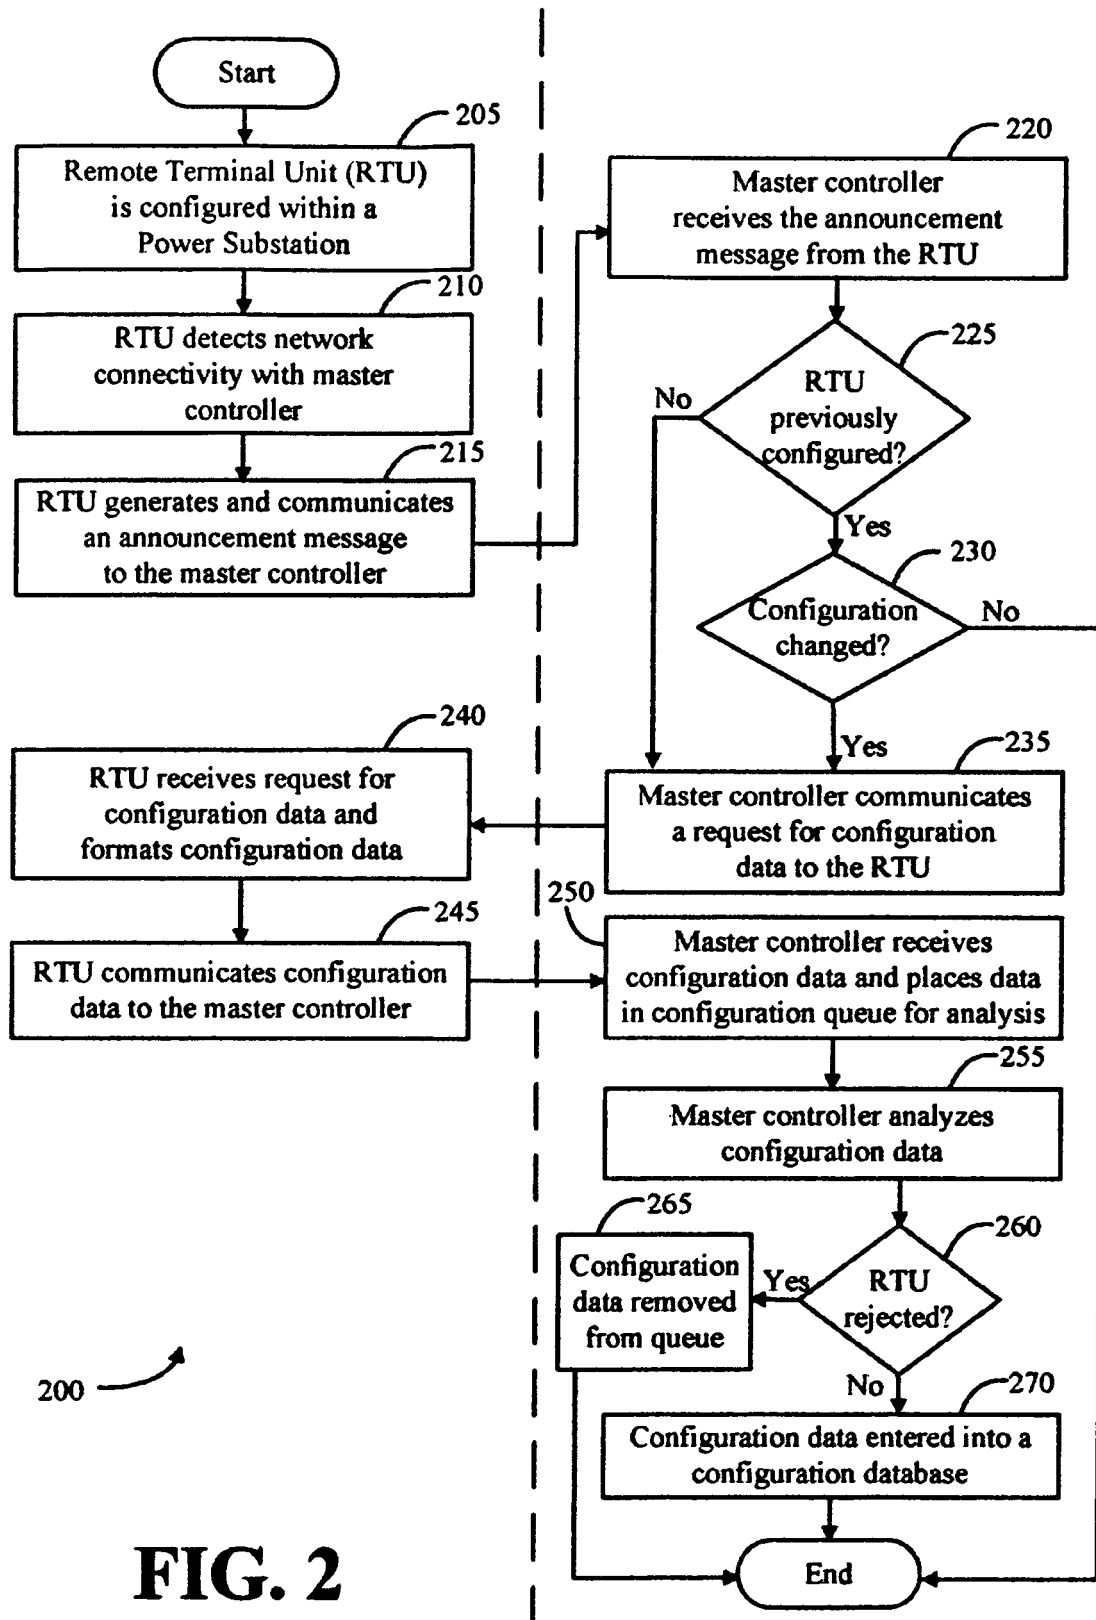 Start
205
Remote Terminal Unit (RTU)
is configured within a
Power Substation
210
RTU detects network
connectivity with master
controller
215
RTU generates and communicates
an announcement message
to the master controller
220
Master controller
receives the announcement
message from the RTU
225
RTU
previously
configured?
No
Yes
230
Configuration
changed?
No
Yes
235
Master controller communicates
a request for configuration
data to the RTU
240
RTU receives request for
configuration data and
formats configuration data
245
RTU communicates configuration
data to the master controller
250
Master controller receives
configuration data and places data
in configuration queue for analysis
255
Master controller analyzes
configuration data
260
RTU
rejected?
Yes
265
Configuration
data removed
from queue
No
270
Configuration data entered into a
configuration database
End
200
FIG. 2